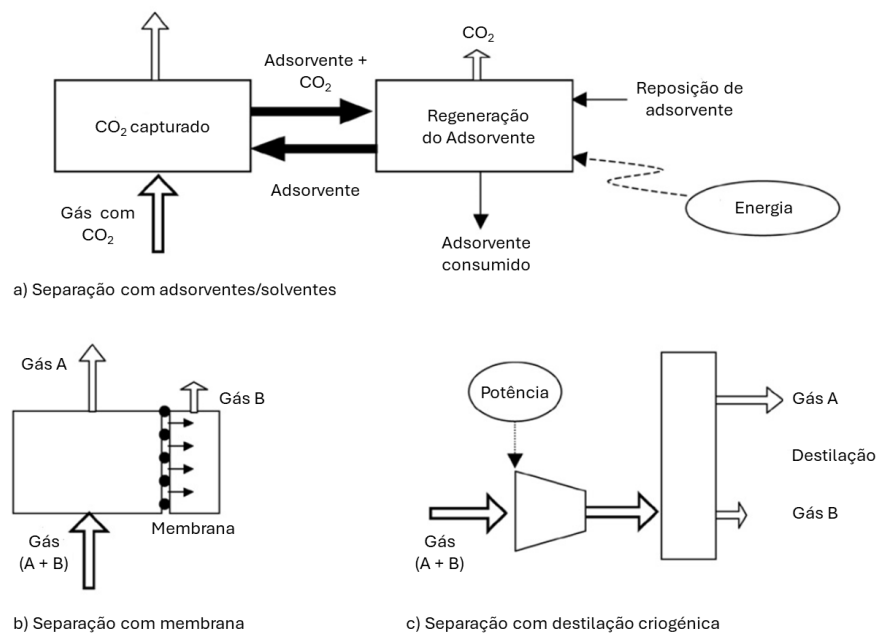 CO₂
Adsorvente +
CO₂
CO₂ capturado
Regeneração
do Adsorvente
Reposição de
adsorvente
Adsorvente
Gás com
CO₂
Energia
Adsorvente
consumido
a) Separação com adsorventes/solventes
Gás A
Gás B
Membrana
Gás
(A + B)
b) Separação com membrana
Potência
Gás A
Destilação
Gás B
Gás
(A + B)
c) Separação com destilação criogénica